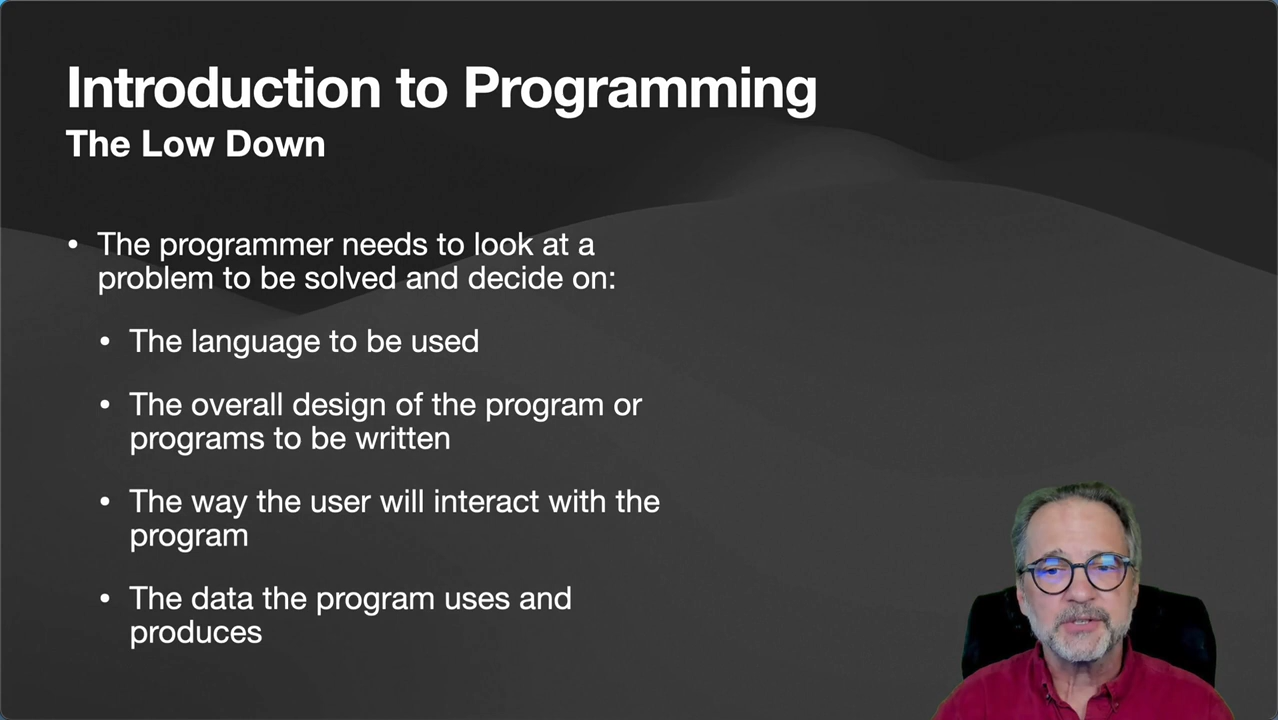 Introduction to Programming
The Low Down
• The programmer needs to look at a
problem to be solved and decide on:
• The language to be used
• The overall design of the program or
programs to be written
• The way the user will interact with the
program
• The data the program uses and
produces